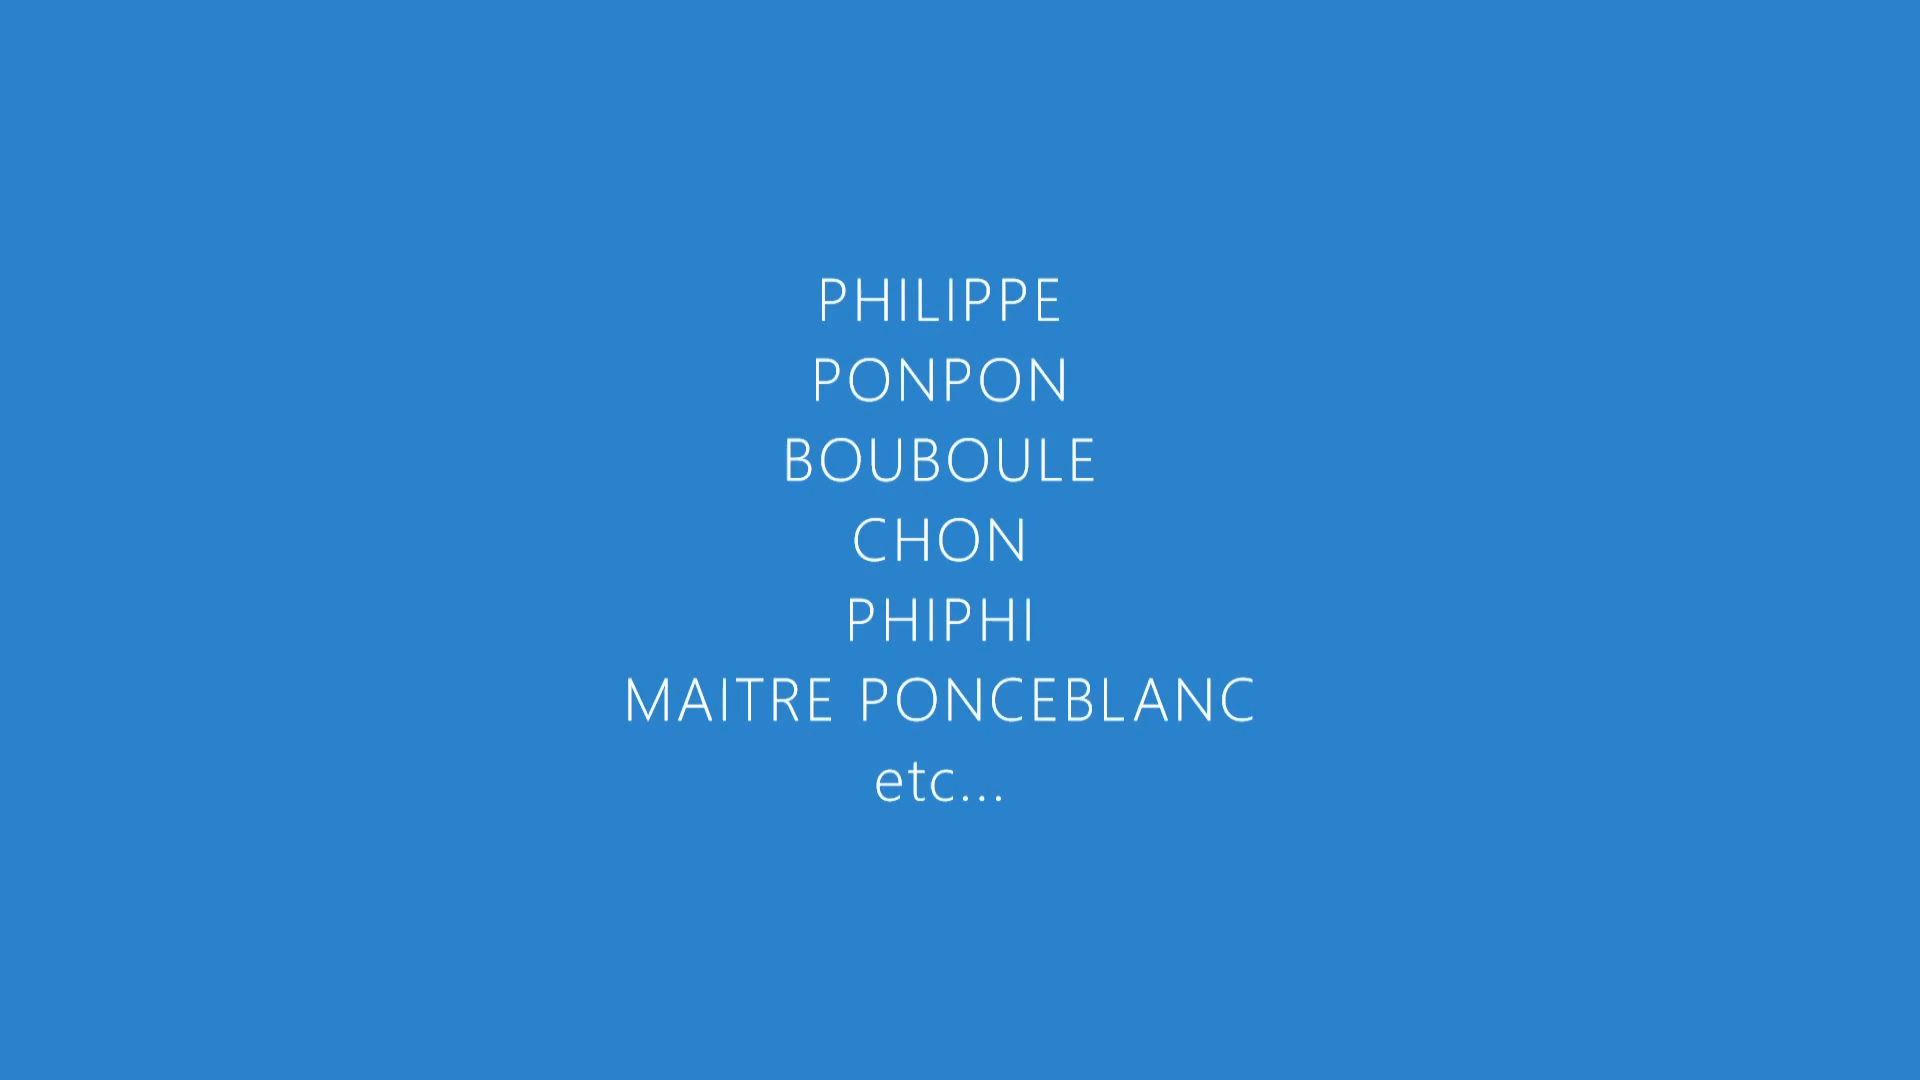 PHILIPPE
PONPON
BOUBOULE
CHON
PHIPHI
MAITRE PONCEBLANC
etc...